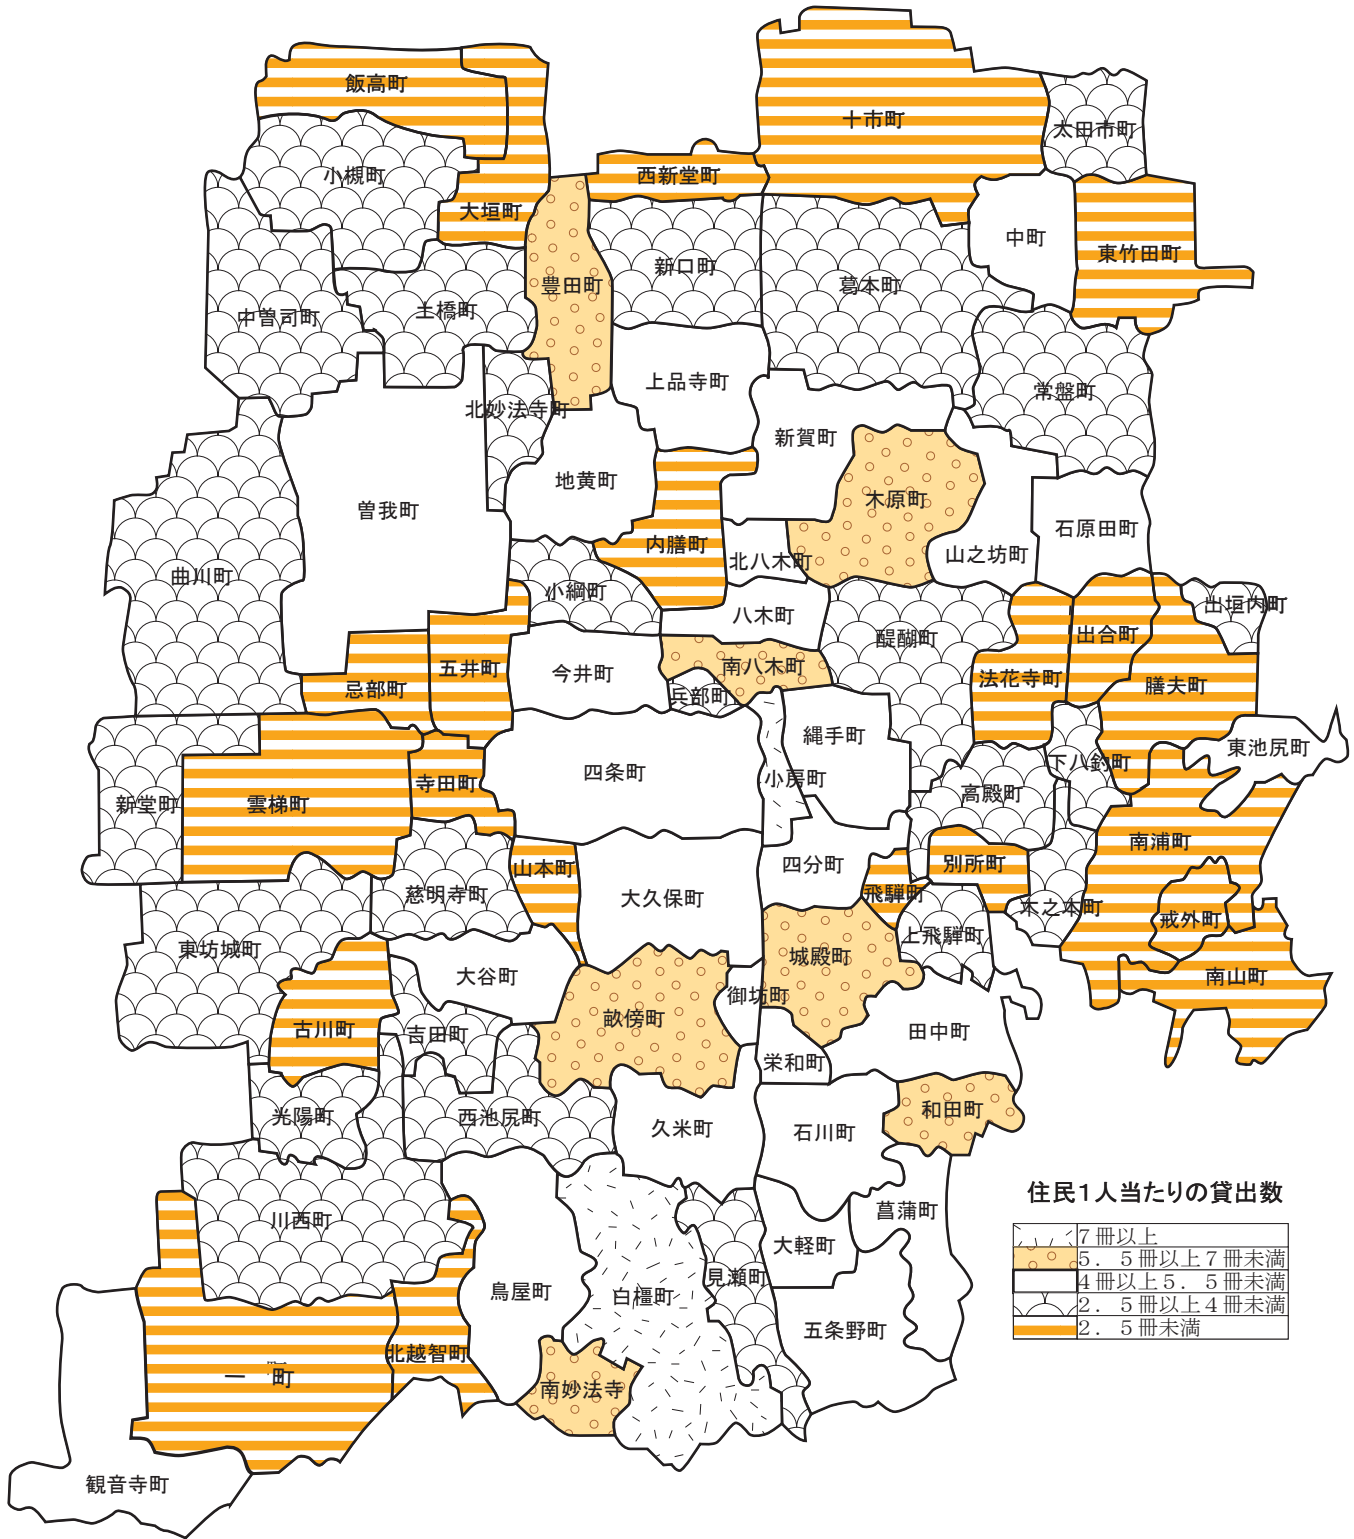 飯高町
十市町
太田市町
小槻町
西新堂町
大垣町
中町
東竹田町
新口町
豊田町
葛本町
土橋町
中曽司町
上品寺町
常盤町
北妙法寺町
新賀町
地黄町
木原町
曽我町
石原田町
内膳町
山之坊町
北八木町
曲川町
小綱町
出垣内町
八木町
醍醐町
出合町
南八木町
五井町
今井町
法花寺町
膳夫町
忌部町
兵部町
縄手町
東池尻町
四条町
下八釣町
小房町
寺田町
高殿町
新堂町
雲梯町
南浦町
四分町
別所町
山本町
慈明寺町
大久保町
飛騨町
木之本町
戒外町
上飛騨町
東坊城町
城殿町
大谷町
南山町
御坊町
畝傍町
古川町
吉田町
田中町
栄和町
和田町
光陽町
西池尻町
久米町
石川町
住民1人当たりの貸出数
菖蒲町
川西町
7冊以上
大軽町
5.5冊以上7冊未満
見瀬町
4冊以上5.5冊未満
鳥屋町
白橿町
2.5冊以上4冊未満
五条野町
2.5冊未満
北越智町
一町
南妙法寺
観音寺町